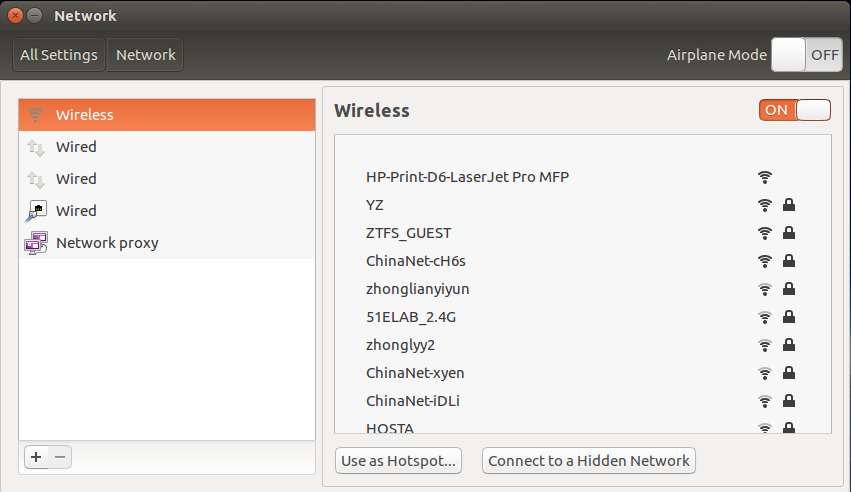 Network
All Settings Network Airplane Mode OFF
Wireless
Wired
Wired
Wired
Network proxy
Wireless ON
HP-Print-D6-LaserJet Pro MFP
YZ
ZTFS_GUEST
ChinaNet-cH6s
zhonglianyiyun
51ELAB_2.4G
zhonglyy2
ChinaNet-xyen
ChinaNet-iDLi
HOSTA
Use as Hotspot... Connect to a Hidden Network